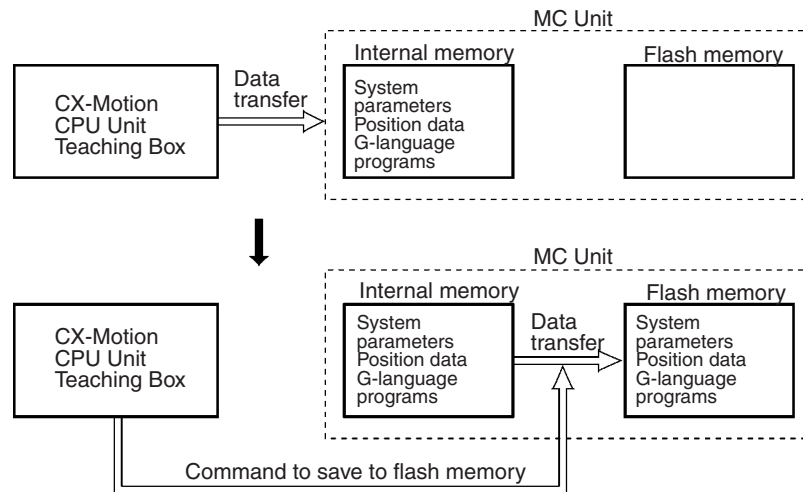 MC Unit
Internal memory
Flash memory
CX-Motion
CPU Unit
Teaching Box
Data
transfer
System
parameters
Position data
G-language
programs
MC Unit
Internal memory
Flash memory
CX-Motion
CPU Unit
Teaching Box
System
parameters
Position data
G-language
programs
Data
transfer
System
parameters
Position data
G-language
programs
Command to save to flash memory